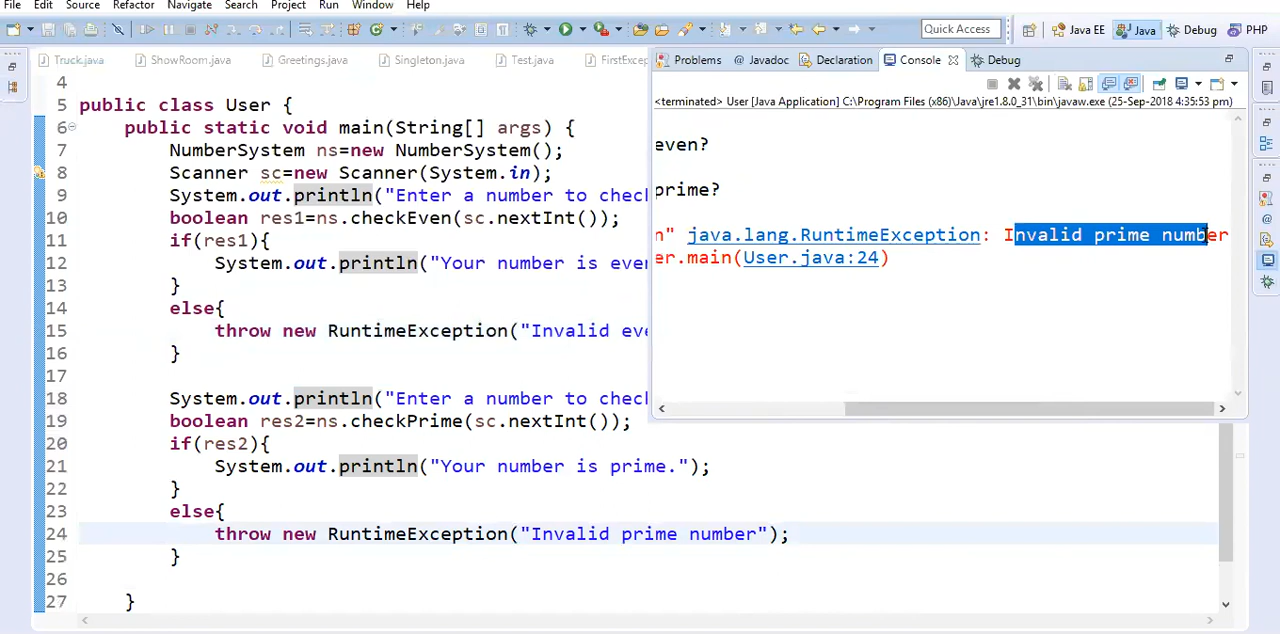 File Edit Source Refactor Navigate Search Project Run Window Help
Quick Access Java EE Java Debug PHP
Truck.java ShowRoom.java Greetings.java Singleton.java Test.java FirstExcep
Problems @ Javadoc Declaration Console Debug
<terminated> User [Java Application] C:\Program Files (x86)\Java\jre1.8.0_31\bin\javaw.exe (25-Sep-2018 4:35:53 pm)
even?
prime?
n" java.lang.RuntimeException: Invalid prime number
er.main(User.java:24)
4
5 public class User {
6 public static void main(String[] args) {
7 NumberSystem ns=new NumberSystem();
8 Scanner sc=new Scanner(System.in);
9 System.out.println("Enter a number to check
10 boolean res1=ns.checkEven(sc.nextInt());
11 if(res1){
12 System.out.println("Your number is eve
13 }
14 else{
15 throw new RuntimeException("Invalid eve
16 }
17
18 System.out.println("Enter a number to check
19 boolean res2=ns.checkPrime(sc.nextInt());
20 if(res2){
21 System.out.println("Your number is prime.");
22 }
23 else{
24 throw new RuntimeException("Invalid prime number");
25 }
26
27 }